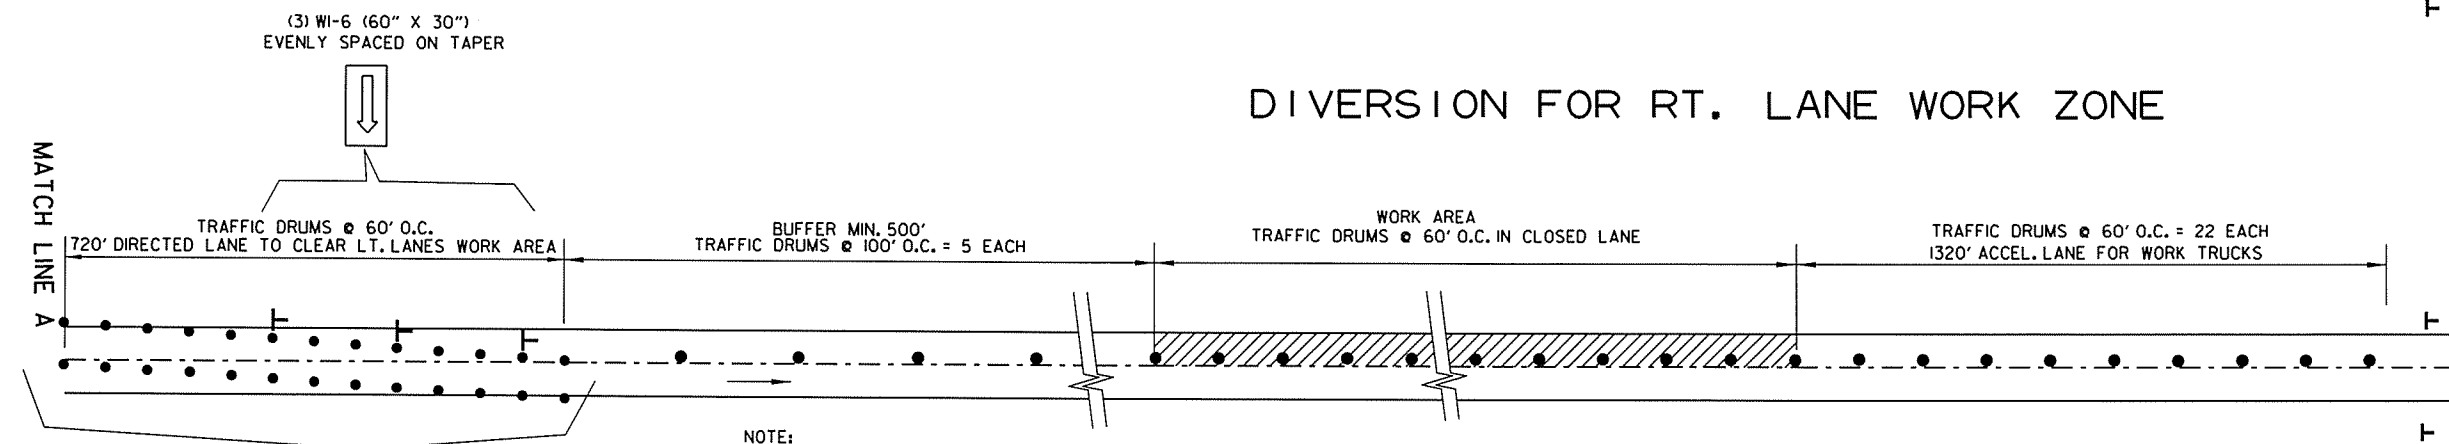 (3) WI-6 (60" X 30")
EVENLY SPACED ON TAPER
DIVERSION FOR RT. LANE WORK ZONE
MATCH LINE A
TRAFFIC DRUMS @ 60' O.C.
720' DIRECTED LANE TO CLEAR LT. LANES WORK AREA
BUFFER MIN. 500'
TRAFFIC DRUMS @ 100' O.C. = 5 EACH
WORK AREA
TRAFFIC DRUMS @ 60' O.C. IN CLOSED LANE
TRAFFIC DRUMS @ 60' O.C. = 22 EACH
1320' ACCEL. LANE FOR WORK TRUCKS
NOTE: